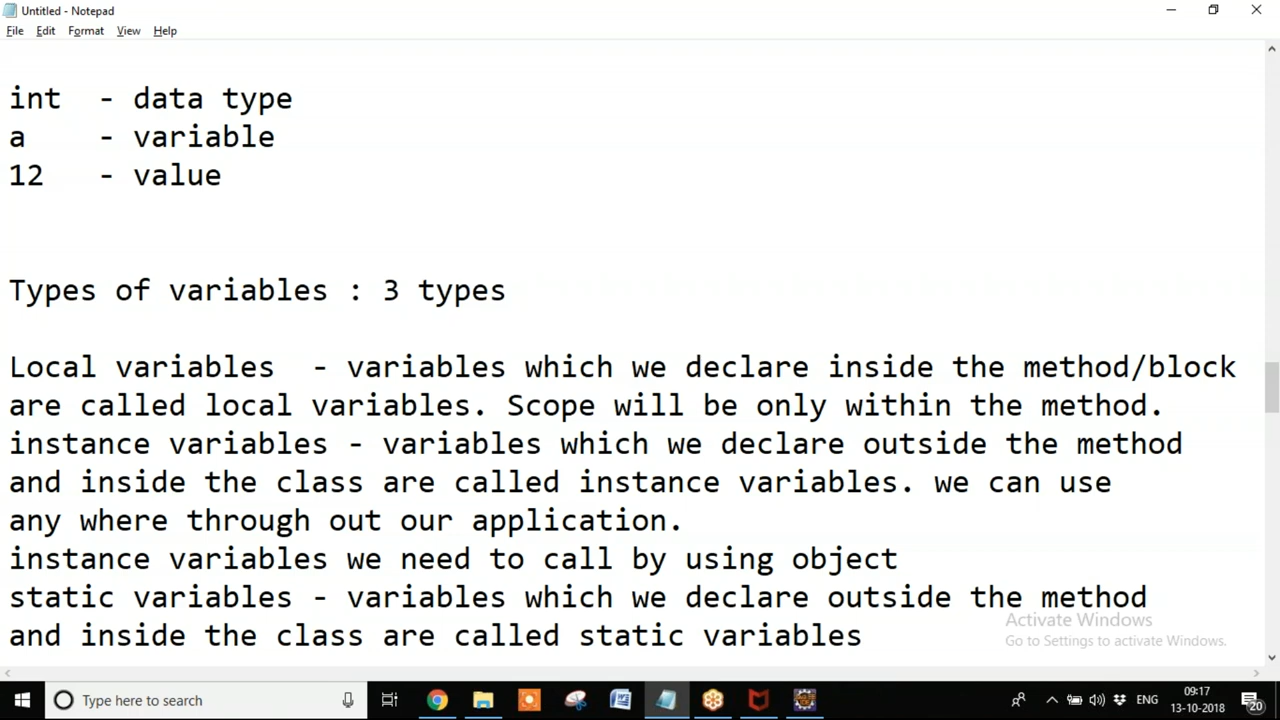 Untitled - Notepad
File Edit Format View Help
int - data type
a - variable
12 - value
Types of variables : 3 types
Local variables - variables which we declare inside the method/block
are called local variables. Scope will be only within the method.
instance variables - variables which we declare outside the method
and inside the class are called instance variables. we can use
any where through out our application.
instance variables we need to call by using object
static variables - variables which we declare outside the method
and inside the class are called static variables
Activate Windows
Go to Settings to activate Windows.
Type here to search
ENG
09:17
13-10-2018
20